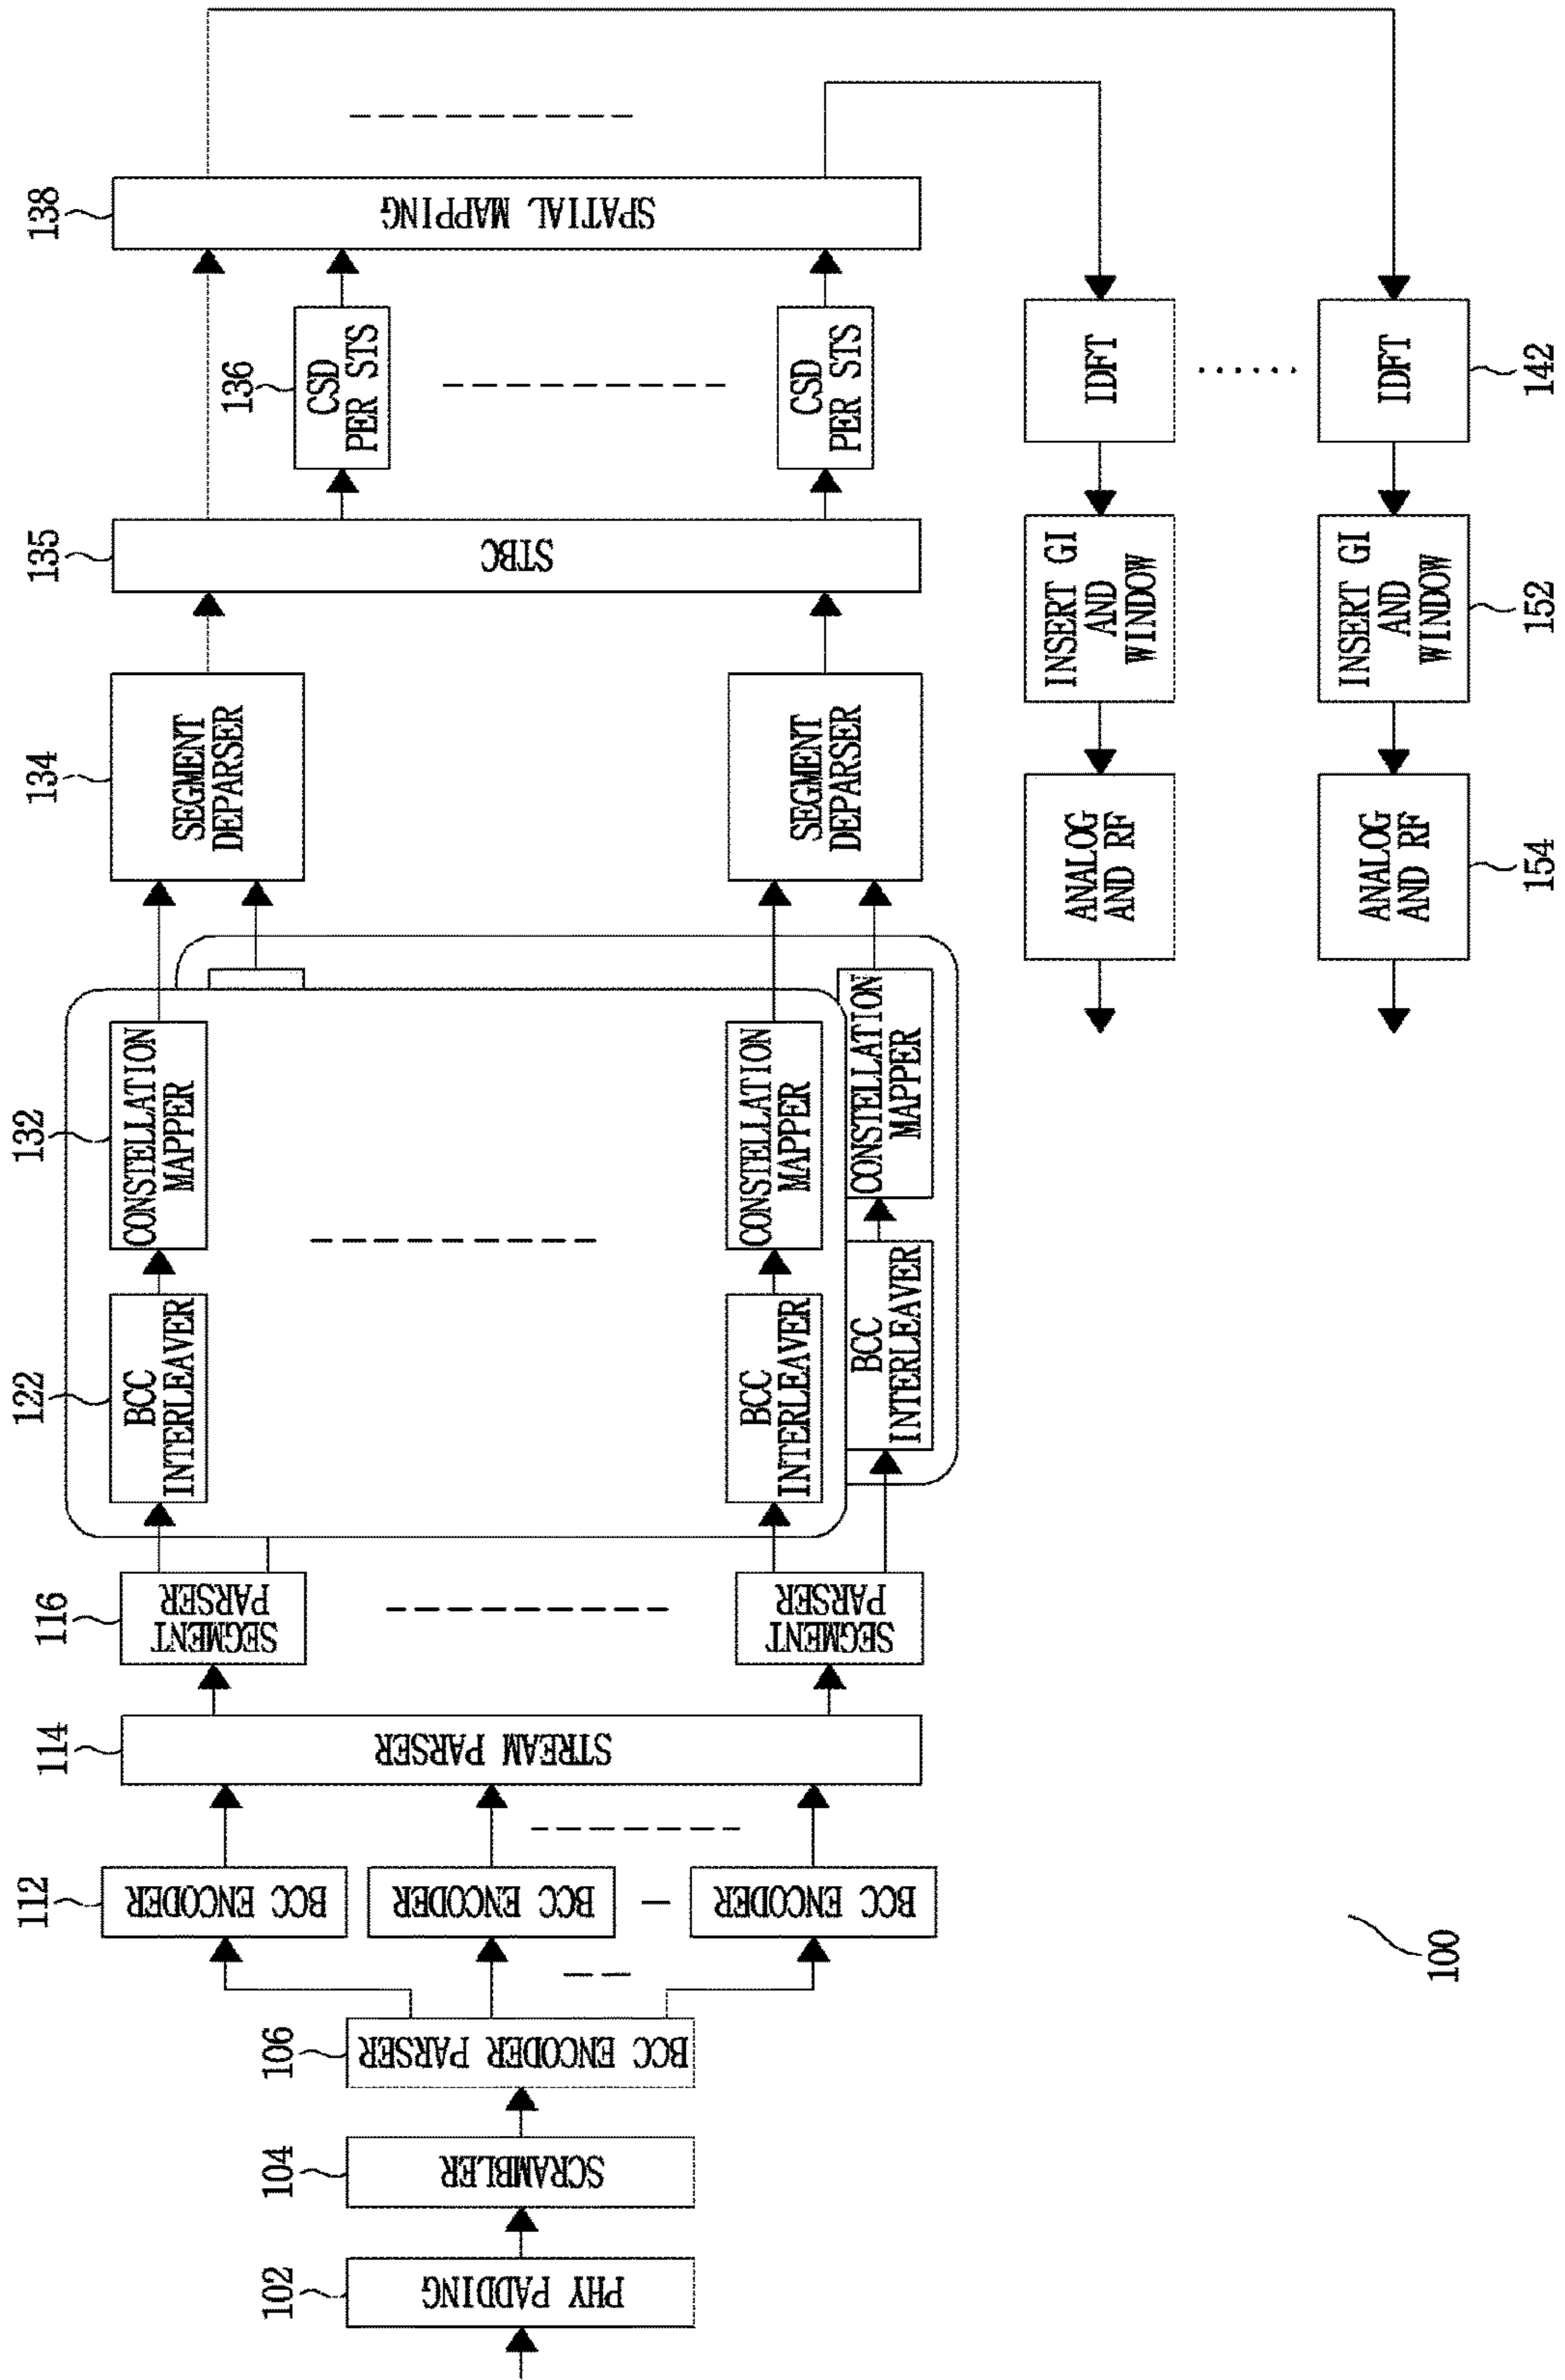 102
PHY PADDING
104
SCRAMBLER
106
BCC ENCODER PARSER
112
BCC ENCODER
BCC ENCODER
BCC ENCODER
114
STREAM PARSER
116
SEGMENT
PARSER
SEGMENT
PARSER
122
BCC
INTERLEAVER
BCC
INTERLEAVER
BCC
INTERLEAVER
132
CONSTELLATION
MAPPER
CONSTELLATION
MAPPER
CONSTELLATION
MAPPER
134
SEGMENT
DEPARSER
SEGMENT
DEPARSER
135
STBC
136
CSD
PER STS
CSD
PER STS
138
SPATIAL MAPPING
IDFT
IDFT
142
INSERT GI
AND
WINDOW
INSERT GI
AND
WINDOW
152
ANALOG
AND RF
ANALOG
AND RF
154
100